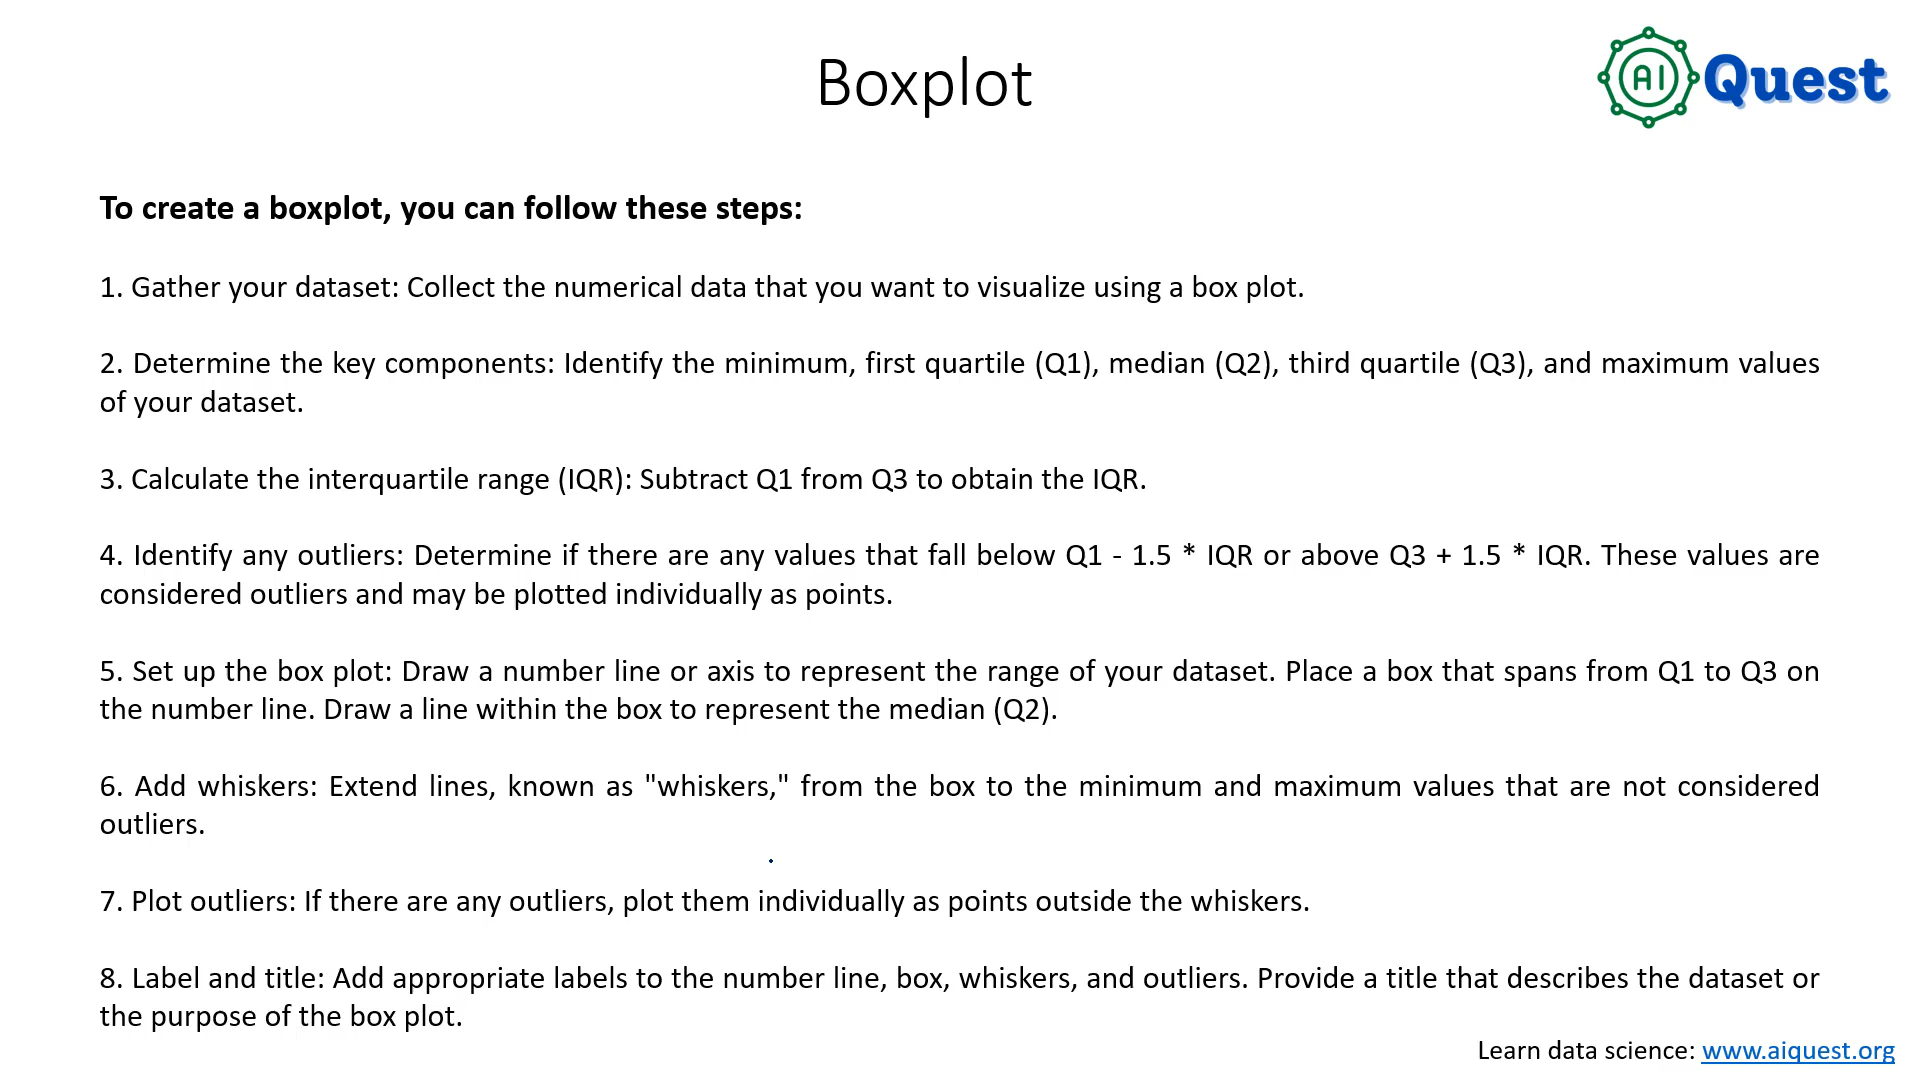 Boxplot
AI Quest
To create a boxplot, you can follow these steps:
1. Gather your dataset: Collect the numerical data that you want to visualize using a box plot.
2. Determine the key components: Identify the minimum, first quartile (Q1), median (Q2), third quartile (Q3), and maximum values
of your dataset.
3. Calculate the interquartile range (IQR): Subtract Q1 from Q3 to obtain the IQR.
4. Identify any outliers: Determine if there are any values that fall below Q1 - 1.5 * IQR or above Q3 + 1.5 * IQR. These values are
considered outliers and may be plotted individually as points.
5. Set up the box plot: Draw a number line or axis to represent the range of your dataset. Place a box that spans from Q1 to Q3 on
the number line. Draw a line within the box to represent the median (Q2).
6. Add whiskers: Extend lines, known as "whiskers," from the box to the minimum and maximum values that are not considered
outliers.
7. Plot outliers: If there are any outliers, plot them individually as points outside the whiskers.
8. Label and title: Add appropriate labels to the number line, box, whiskers, and outliers. Provide a title that describes the dataset or
the purpose of the box plot.
Learn data science: www.aiquest.org